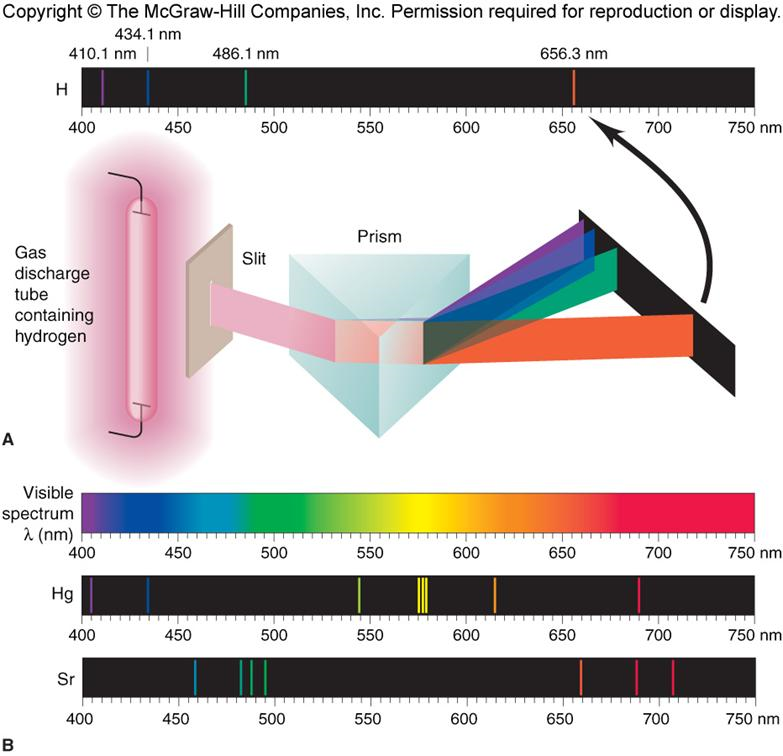 Copyright © The McGraw-Hill Companies, Inc. Permission required for reproduction or display.
434.1 nm
410.1 nm | 486.1 nm 656.3 nm
H
400 450 500 550 600 650 700 750 nm
Gas
discharge
tube
containing
hydrogen
Slit
Prism
A
Visible
spectrum
λ (nm)
400 450 500 550 600 650 700 750 nm
Hg
400 450 500 550 600 650 700 750 nm
Sr
400 450 500 550 600 650 700 750 nm
B